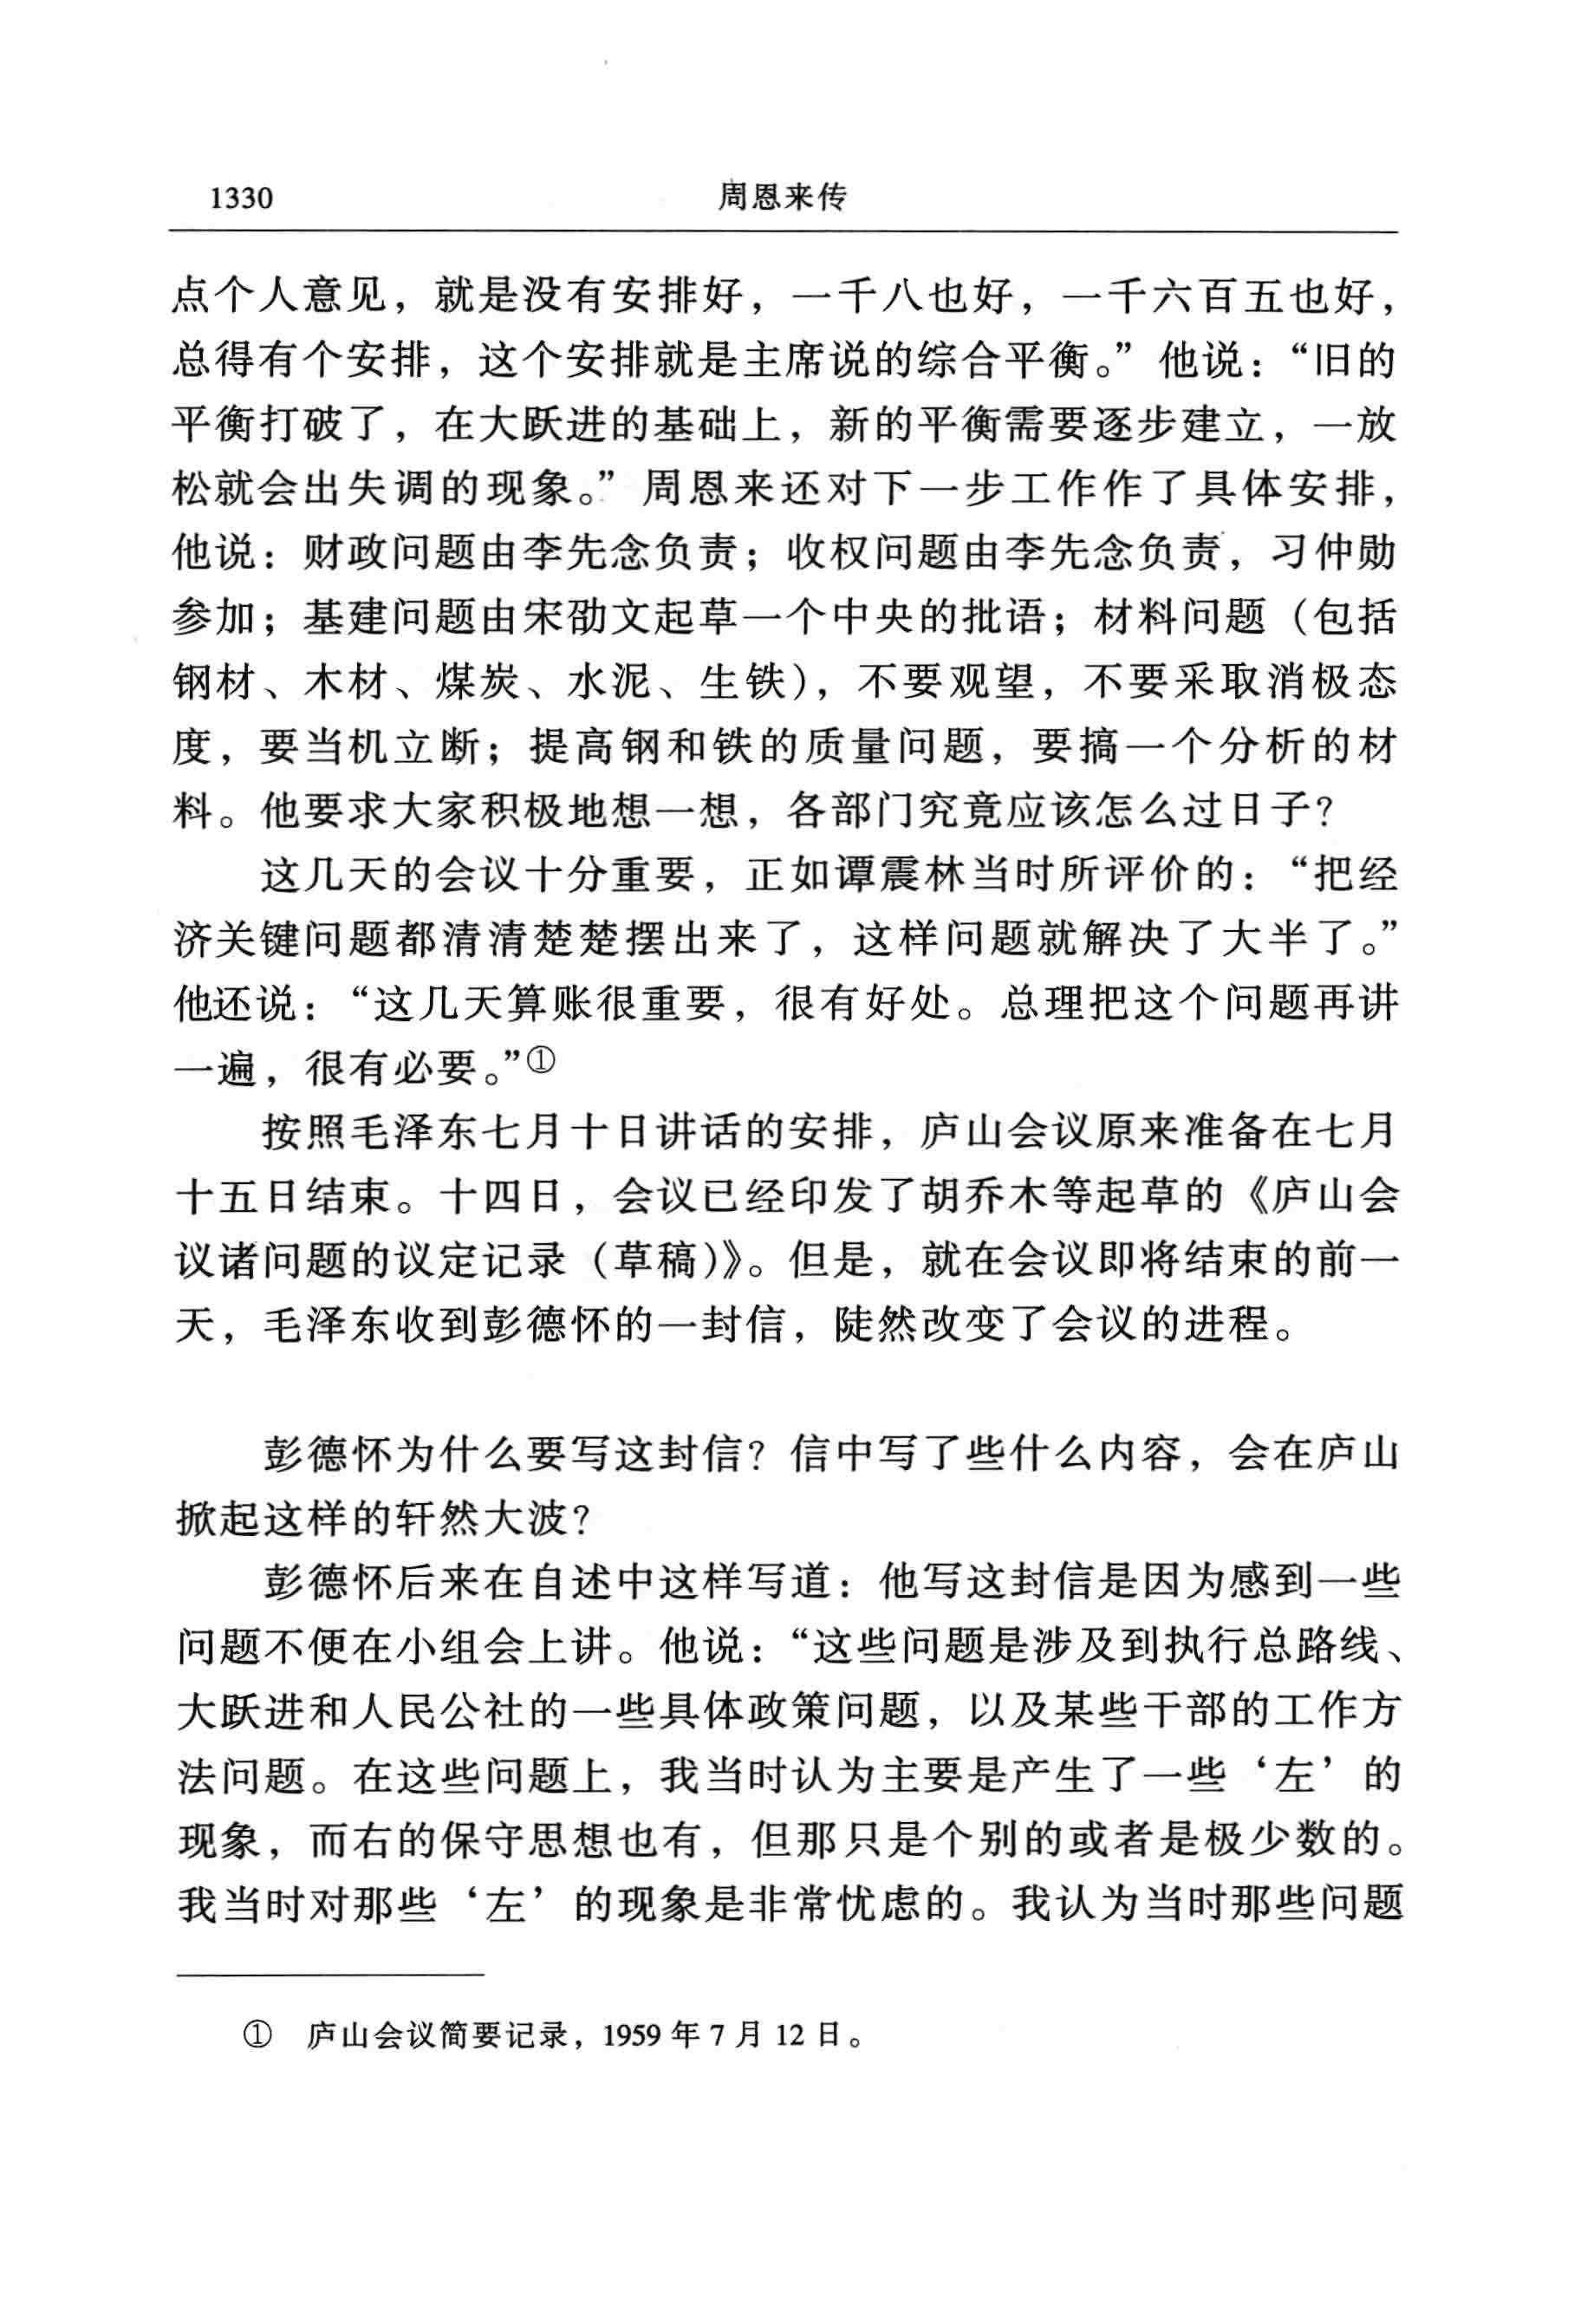 1330
周恩来传
点个人意见，就是没有安排好，一千八也好，一千六百五也好，
总得有个安排，这个安排就是主席说的综合平衡。”他说：“旧的
平衡打破了，在大跃进的基础上，新的平衡需要逐步建立，一放
松就会出失调的现象。”周恩来还对下一步工作作了具体安排，
他说：财政问题由李先念负责；收权问题由李先念负责，习仲勋
参加；基建问题由宋劭文起草一个中央的批语；材料问题（包括
钢材、木材、煤炭、水泥、生铁），不要观望，不要采取消极态
度，要当机立断；提高钢和铁的质量问题，要搞一个分析的材
料。他要求大家积极地想一想，各部门究竟应该怎么过日子？
这几天的会议十分重要，正如谭震林当时所评价的：“把经
济关键问题都清清楚楚摆出来了，这样问题就解决了大半了。”
他还说：“这几天算账很重要，很有好处。总理把这个问题再讲
一遍，很有必要。”①
按照毛泽东七月十日讲话的安排，庐山会议原来准备在七月
十五日结束。十四日，会议已经印发了胡乔木等起草的《庐山会
议诸问题的议定记录（草稿）》。但是，就在会议即将结束的前一
天，毛泽东收到彭德怀的一封信，陡然改变了会议的进程。
彭德怀为什么要写这封信？信中写了些什么内容，会在庐山
掀起这样的轩然大波？
彭德怀后来在自述中这样写道：他写这封信是因为感到一些
问题不便在小组会上讲。他说：“这些问题是涉及到执行总路线、
大跃进和人民公社的一些具体政策问题，以及某些干部的工作方
法问题。在这些问题上，我当时认为主要是产生了一些‘左’的
现象，而右的保守思想也有，但那只是个别的或者是极少数的。
我当时对那些‘左’的现象是非常忧虑的。我认为当时那些问题
① 庐山会议简要记录，1959年7月12日。